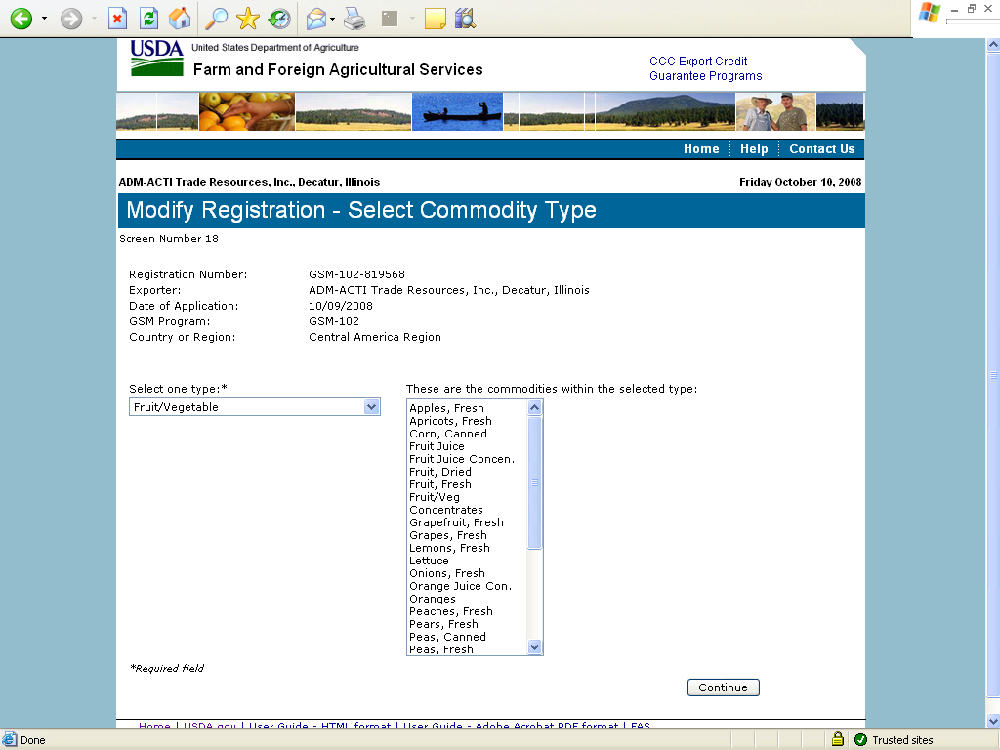 USDA United States Department of Agriculture
Farm and Foreign Agricultural Services
CCC Export Credit
Guarantee Programs
Home Help Contact Us
ADM-ACTI Trade Resources, Inc., Decatur, Illinois Friday October 10, 2008
Modify Registration - Select Commodity Type
Screen Number 18
Registration Number: GSM-102-819568
Exporter: ADM-ACTI Trade Resources, Inc., Decatur, Illinois
Date of Application: 10/09/2008
GSM Program: GSM-102
Country or Region: Central America Region
Select one type:* These are the commodities within the selected type:
Fruit/Vegetable
Apples, Fresh
Apricots, Fresh
Corn, Canned
Fruit Juice
Fruit Juice Concen.
Fruit, Dried
Fruit, Fresh
Fruit/Veg
Concentrates
Grapefruit, Fresh
Grapes, Fresh
Lemons, Fresh
Lettuce
Onions, Fresh
Orange Juice Con.
Oranges
Peaches, Fresh
Pears, Fresh
Peas, Canned
Peas, Fresh
*Required field
Continue
Home | USDA.gov | User Guide - HTML format | User Guide - Adobe Acrobat PDF format | FAS
Done Trusted sites